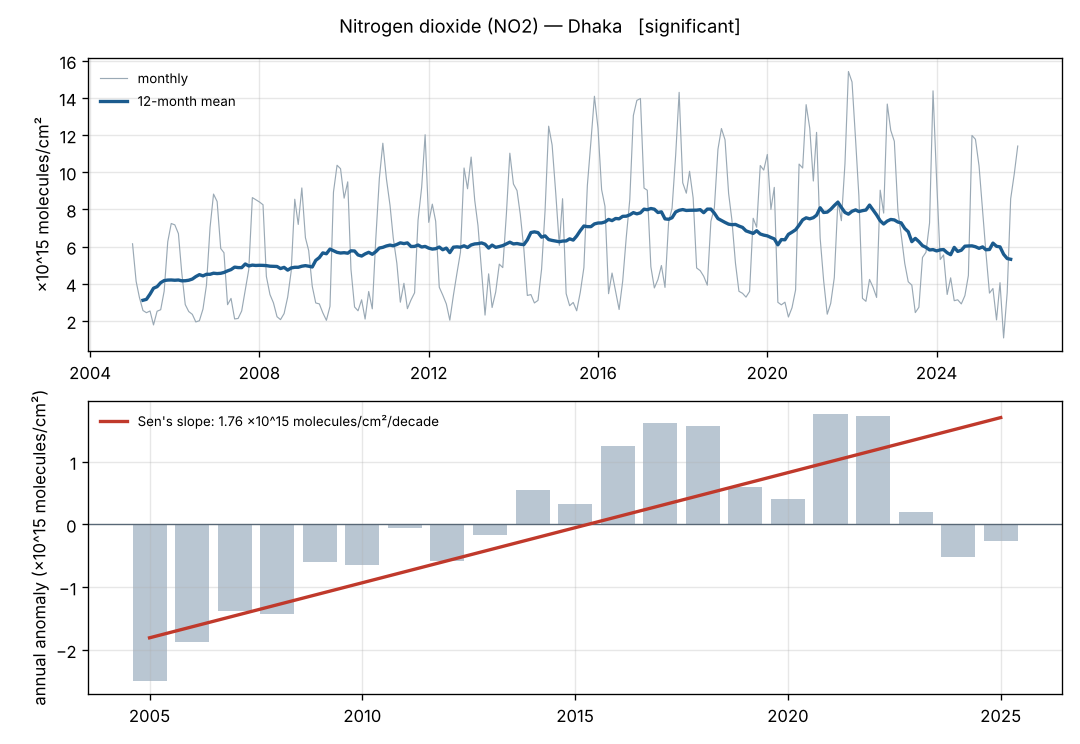 Nitrogen dioxide (NO2) — Dhaka [significant]
×10^15 molecules/cm²
16
14
12
10
8
6
4
2
monthly
12-month mean
2004 2008 2012 2016 2020 2024
annual anomaly (×10^15 molecules/cm²)
1
0
−1
−2
Sen's slope: 1.76 ×10^15 molecules/cm²/decade
2005 2010 2015 2020 2025